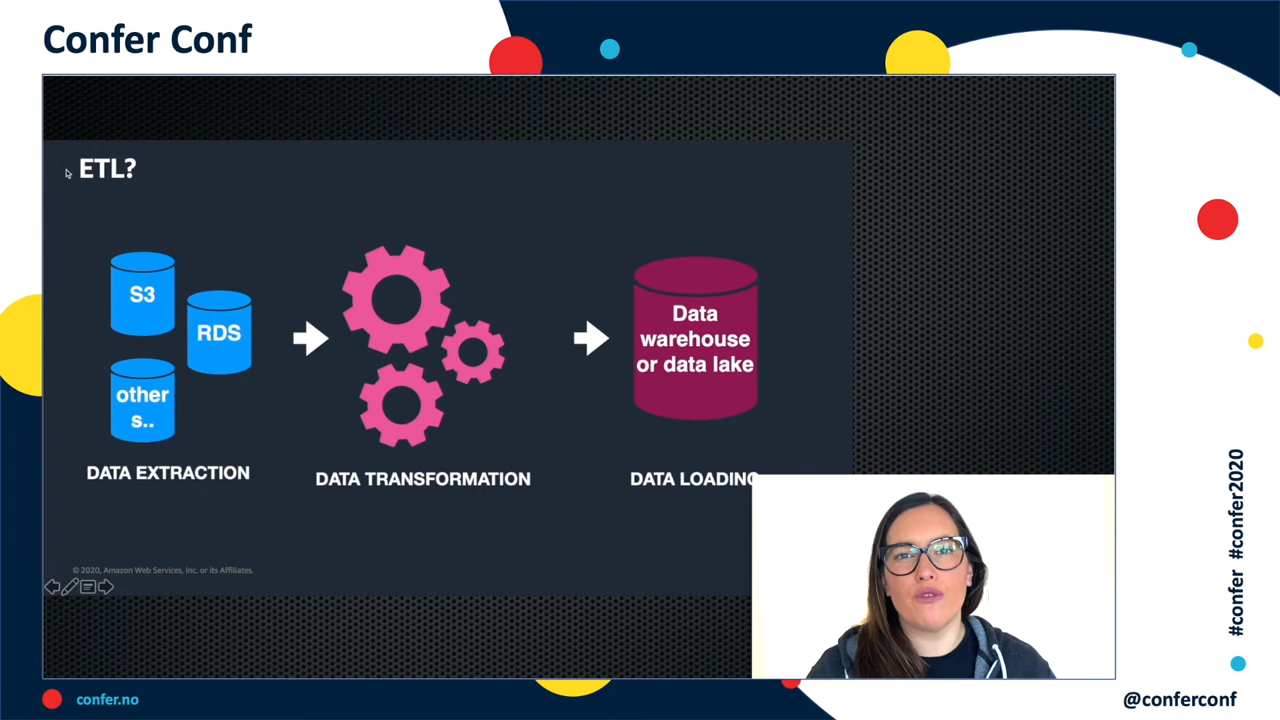 Confer Conf
ETL?
S3
RDS
other
s..
Data
warehouse
or data lake
DATA EXTRACTION
DATA TRANSFORMATION
DATA LOADING
© 2020, Amazon Web Services, Inc. or its Affiliates.
#confer #confer2020
confer.no
@conferconf